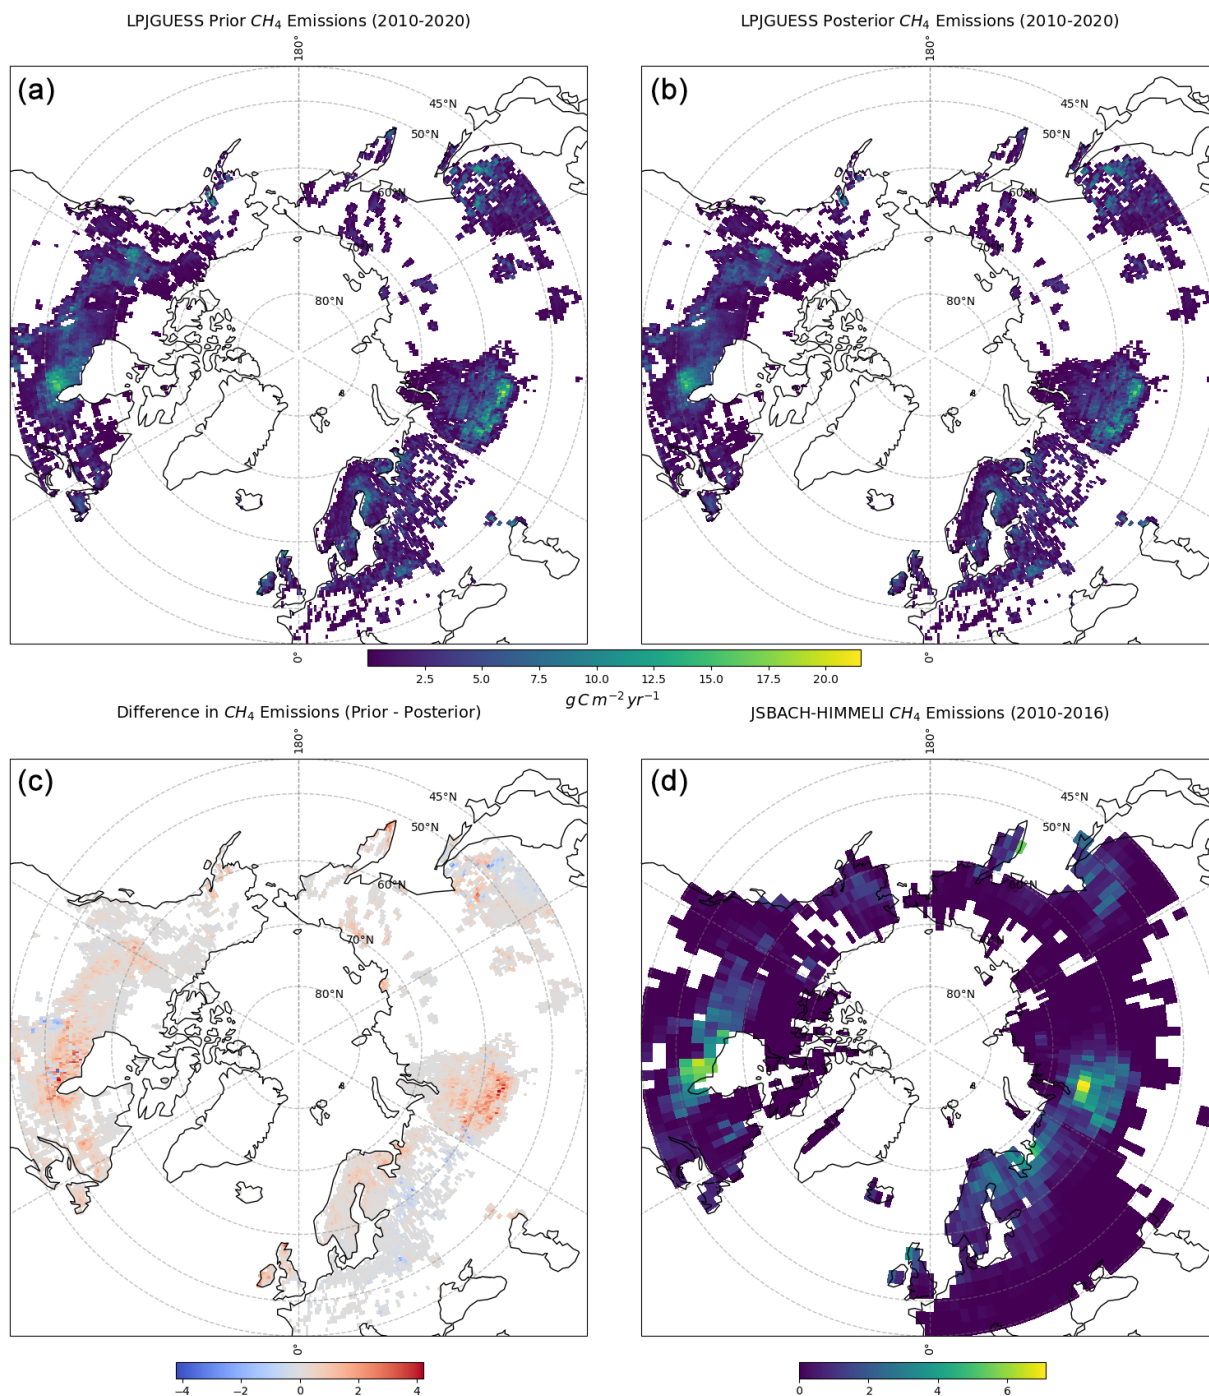 LPJGUESS Prior CH₄ Emissions (2010-2020)
LPJGUESS Posterior CH₄ Emissions (2010-2020)
(a)
180°
45°N
50°N
60°N
70°N
80°N
0°
(b)
180°
45°N
50°N
60°N
70°N
80°N
0°
2.5 5.0 7.5 10.0 12.5 15.0 17.5 20.0
g C m⁻² yr⁻¹
Difference in CH₄ Emissions (Prior - Posterior)
JSBACH-HIMMELI CH₄ Emissions (2010-2016)
(c)
180°
45°N
50°N
60°N
70°N
80°N
0°
(d)
180°
45°N
50°N
60°N
70°N
80°N
0°
−4 −2 0 2 4
0 2 4 6